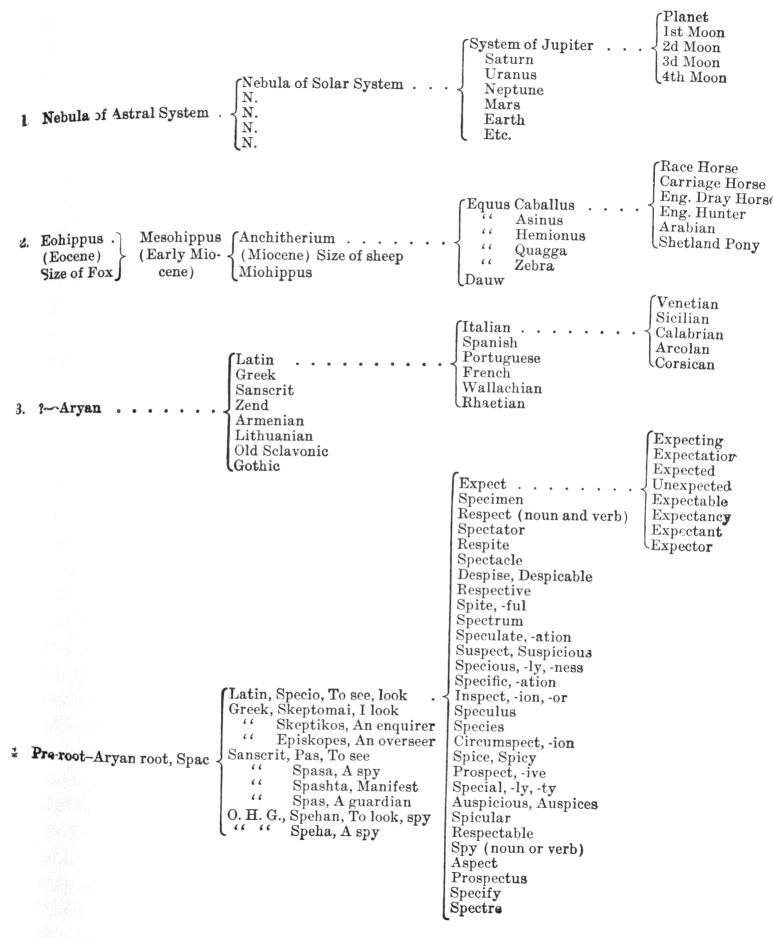 Planet
1st Moon
System of Jupiter . . . 2d Moon
Saturn 3d Moon
Uranus 4th Moon
Nebula of Solar System . . . Neptune
N. Mars
1 Nebula of Astral System . N. Earth
N. Etc.
N.
Race Horse
Carriage Horse
Equus Caballus . . . . Eng. Dray Horse
2. Eohippus . Mesohippus Anchitherium . . . . . . . " Asinus Eng. Hunter
(Eocene) (Early Mio- (Miocene) Size of sheep " Hemionus Arabian
Size of Fox cene) Miohippus " Quagga Shetland Pony
" Zebra
Dauw
Venetian
Italian . . . . . . . . Sicilian
Spanish Calabrian
Latin . . . . . . . . . . Portuguese Arcolan
Greek French Corsican
Sanscrit Wallachian
3. ?—Aryan . . . . . . . Zend Rhaetian
Armenian
Lithuanian
Old Sclavonic
Gothic
Expecting
Expectation
Expected
Expect . . . . . . . . Unexpected
Specimen Expectable
Respect (noun and verb) Expectancy
Spectator Expectant
Respite Expector
Spectacle
Despise, Despicable
Respective
Spite, -ful
Spectrum
Speculate, -ation
Suspect, Suspicious
Specious, -ly, -ness
Specific, -ation
Latin, Specio, To see, look . Inspect, -ion, -or
Greek, Skeptomai, I look Speculus
" Skeptikos, An enquirer Species
" Episkopes, An overseer Circumspect, -ion
Pre-root–Aryan root, Spac Sanscrit, Pas, To see Spice, Spicy
" Spasa, A spy Prospect, -ive
" Spashta, Manifest Special, -ly, -ty
" Spas, A guardian Auspicious, Auspices
O. H. G., Spehan, To look, spy Spicular
" " Speha, A spy Respectable
Spy (noun or verb)
Aspect
Prospectus
Specify
Spectre